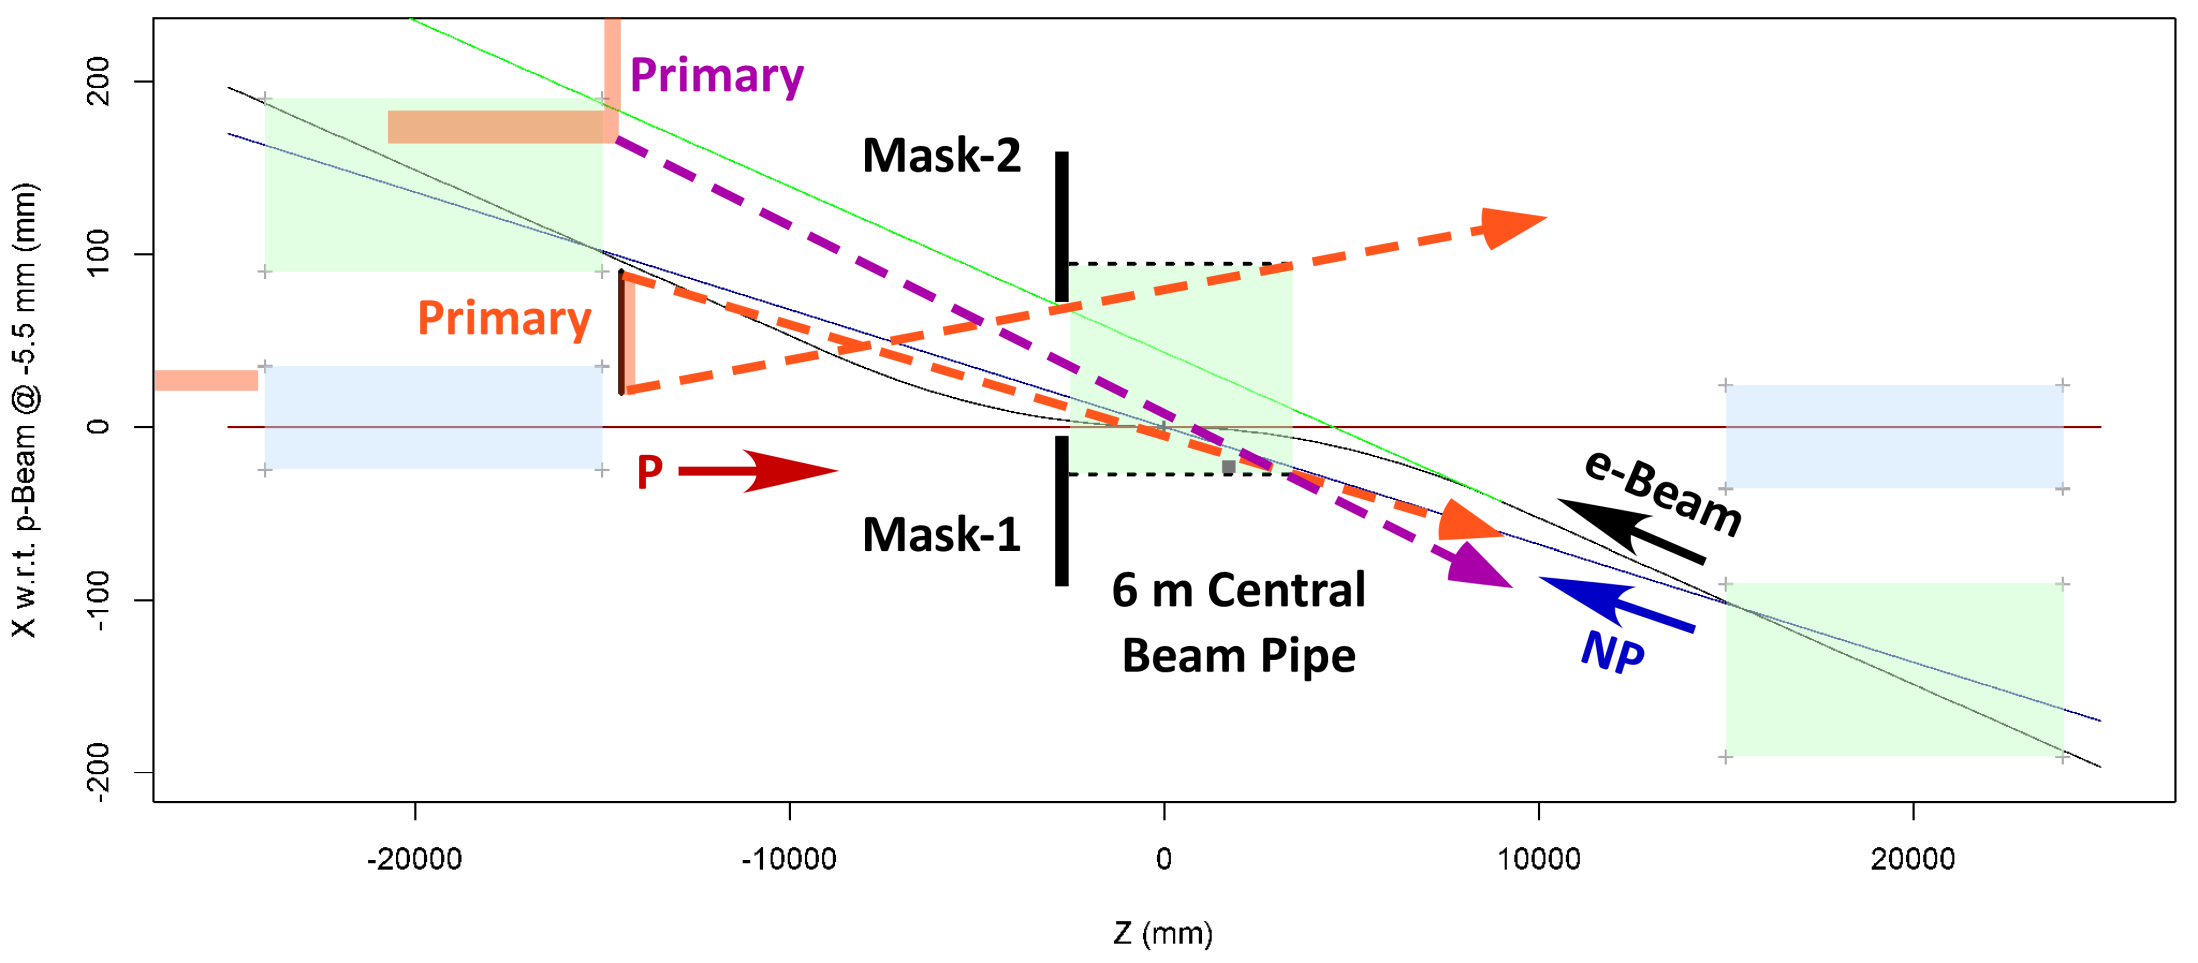 X w.r.t. p-Beam @ -5.5 mm (mm)
200
100
0
-100
-200
Primary
Mask-2
Primary
P
Mask-1
6 m Central
Beam Pipe
e-Beam
NP
-20000
-10000
0
10000
20000
Z (mm)